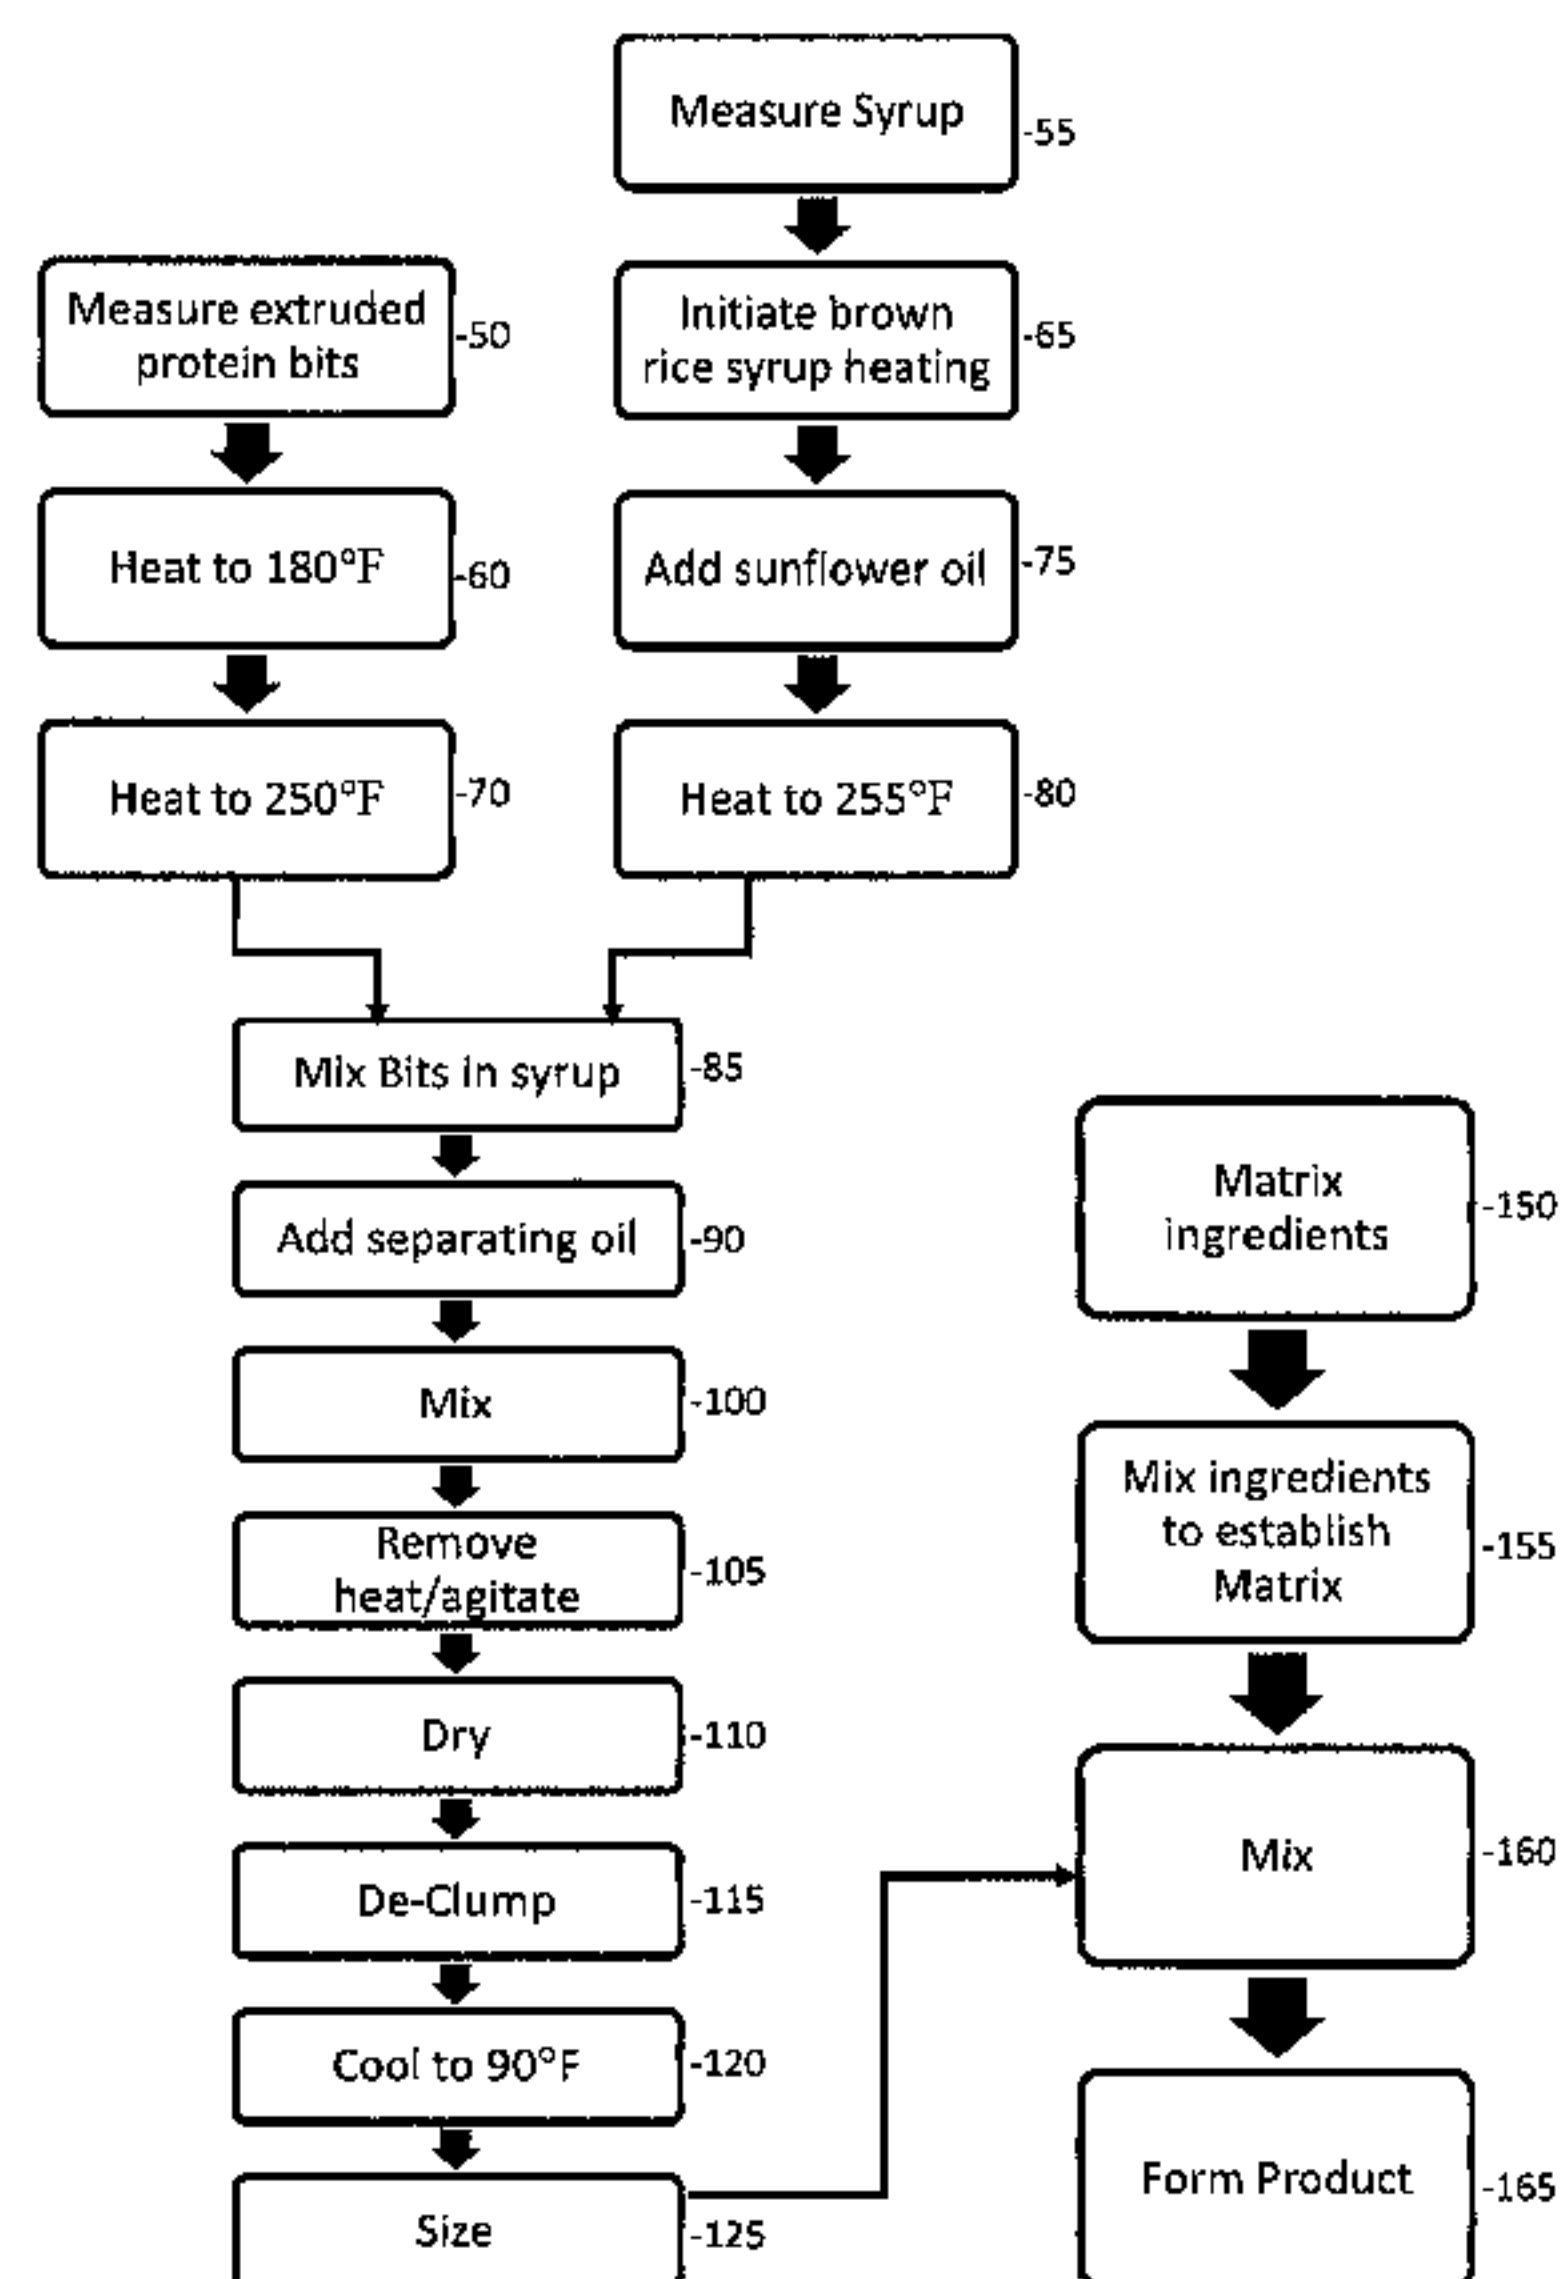 Measure Syrup
-55
Measure extruded
protein bits
-50
Initiate brown
rice syrup heating
-65
Heat to 180°F
-60
Add sunflower oil
-75
Heat to 250°F
-70
Heat to 255°F
-80
Mix Bits in syrup
-85
Add separating oil
-90
Mix
-100
Remove
heat/agitate
-105
Dry
-110
De-Clump
-115
Cool to 90°F
-120
Size
-125
Matrix
ingredients
-150
Mix ingredients
to establish
Matrix
-155
Mix
-160
Form Product
-165